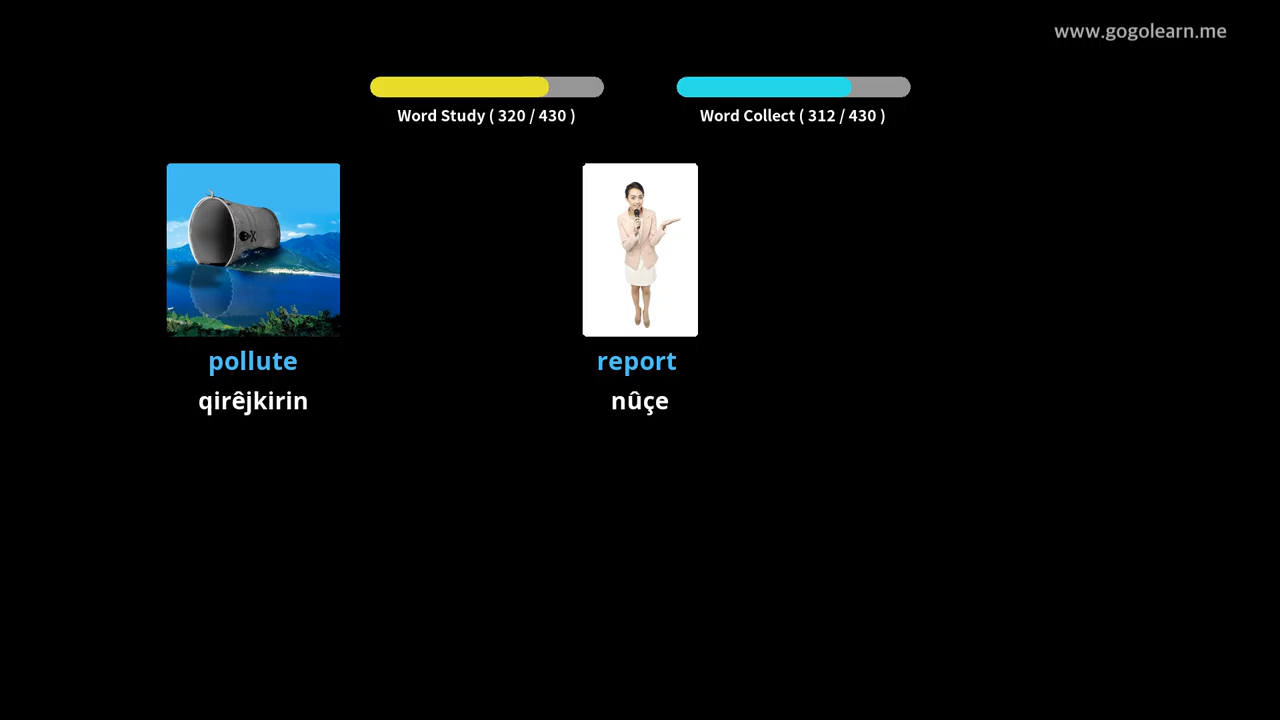 www.gogolearn.me
Word Study ( 320 / 430 )
Word Collect ( 312 / 430 )
pollute
qirêjkirin
report
nûçe